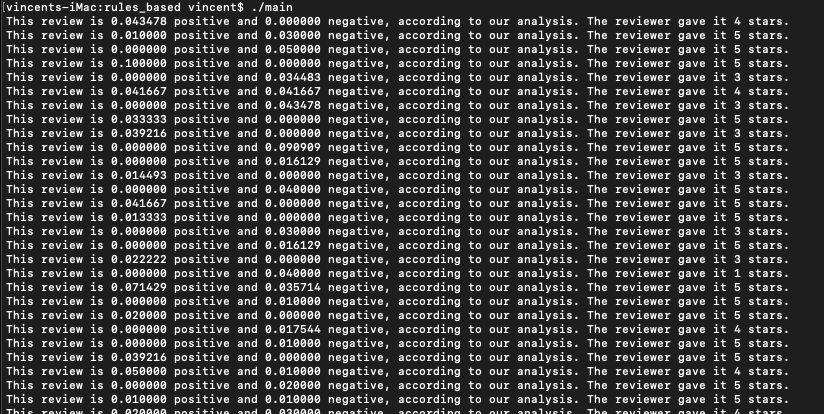 [vincents-iMac:rules_based vincent$ ./main
This review is 0.043478 positive and 0.000000 negative, according to our analysis. The reviewer gave it 4 stars.
This review is 0.010000 positive and 0.030000 negative, according to our analysis. The reviewer gave it 5 stars.
This review is 0.000000 positive and 0.050000 negative, according to our analysis. The reviewer gave it 5 stars.
This review is 0.100000 positive and 0.000000 negative, according to our analysis. The reviewer gave it 5 stars.
This review is 0.000000 positive and 0.034483 negative, according to our analysis. The reviewer gave it 3 stars.
This review is 0.041667 positive and 0.041667 negative, according to our analysis. The reviewer gave it 4 stars.
This review is 0.000000 positive and 0.043478 negative, according to our analysis. The reviewer gave it 3 stars.
This review is 0.033333 positive and 0.000000 negative, according to our analysis. The reviewer gave it 5 stars.
This review is 0.039216 positive and 0.000000 negative, according to our analysis. The reviewer gave it 3 stars.
This review is 0.000000 positive and 0.090909 negative, according to our analysis. The reviewer gave it 5 stars.
This review is 0.000000 positive and 0.016129 negative, according to our analysis. The reviewer gave it 5 stars.
This review is 0.014493 positive and 0.000000 negative, according to our analysis. The reviewer gave it 3 stars.
This review is 0.000000 positive and 0.040000 negative, according to our analysis. The reviewer gave it 5 stars.
This review is 0.041667 positive and 0.000000 negative, according to our analysis. The reviewer gave it 5 stars.
This review is 0.013333 positive and 0.000000 negative, according to our analysis. The reviewer gave it 5 stars.
This review is 0.000000 positive and 0.030000 negative, according to our analysis. The reviewer gave it 3 stars.
This review is 0.000000 positive and 0.016129 negative, according to our analysis. The reviewer gave it 5 stars.
This review is 0.022222 positive and 0.000000 negative, according to our analysis. The reviewer gave it 3 stars.
This review is 0.000000 positive and 0.040000 negative, according to our analysis. The reviewer gave it 1 stars.
This review is 0.071429 positive and 0.035714 negative, according to our analysis. The reviewer gave it 5 stars.
This review is 0.000000 positive and 0.010000 negative, according to our analysis. The reviewer gave it 5 stars.
This review is 0.020000 positive and 0.000000 negative, according to our analysis. The reviewer gave it 5 stars.
This review is 0.000000 positive and 0.017544 negative, according to our analysis. The reviewer gave it 4 stars.
This review is 0.000000 positive and 0.010000 negative, according to our analysis. The reviewer gave it 5 stars.
This review is 0.039216 positive and 0.000000 negative, according to our analysis. The reviewer gave it 5 stars.
This review is 0.050000 positive and 0.010000 negative, according to our analysis. The reviewer gave it 4 stars.
This review is 0.000000 positive and 0.020000 negative, according to our analysis. The reviewer gave it 5 stars.
This review is 0.010000 positive and 0.010000 negative, according to our analysis. The reviewer gave it 5 stars.
This review is 0.020000 positive and 0.030000 negative, according to our analysis. The reviewer gave it stars.